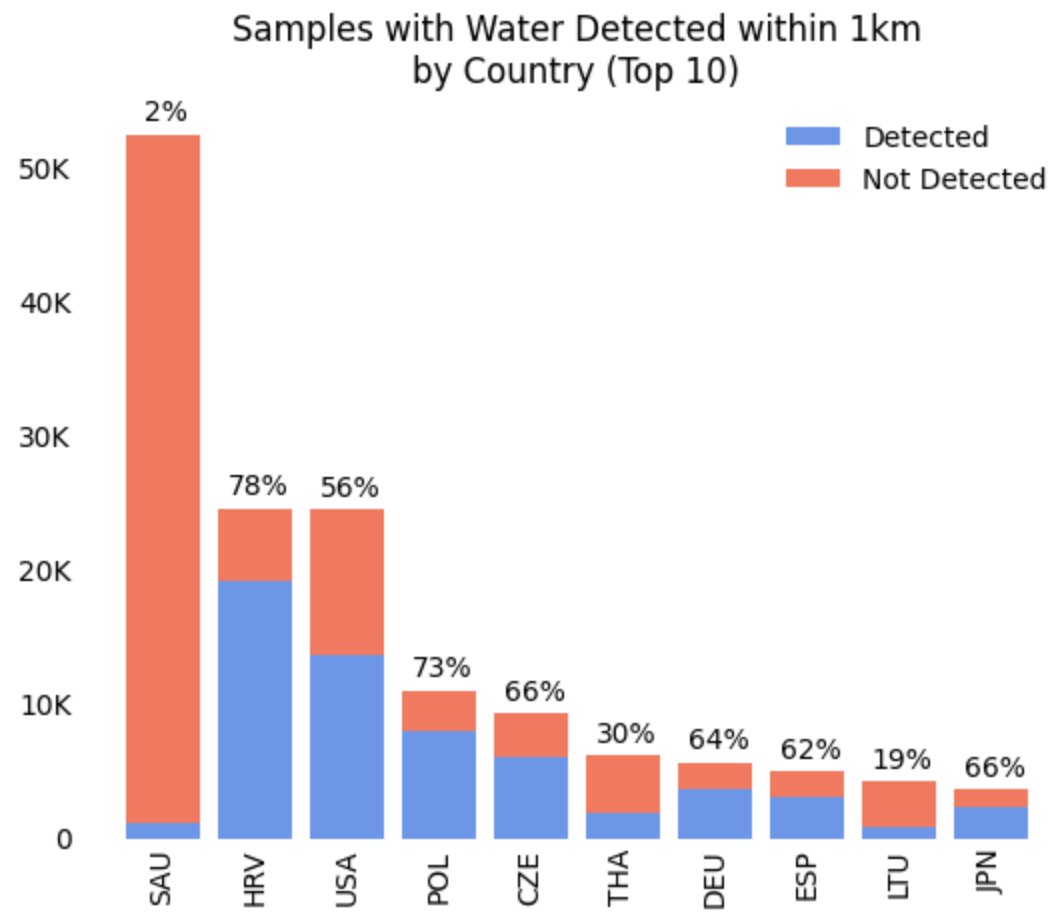 Samples with Water Detected within 1km
by Country (Top 10)
2%
Detected
Not Detected
50K
40K
30K
20K
10K
0
78%
56%
73%
66%
30%
64%
62%
19%
66%
SAU
HRV
USA
POL
CZE
THA
DEU
ESP
LTU
JPN